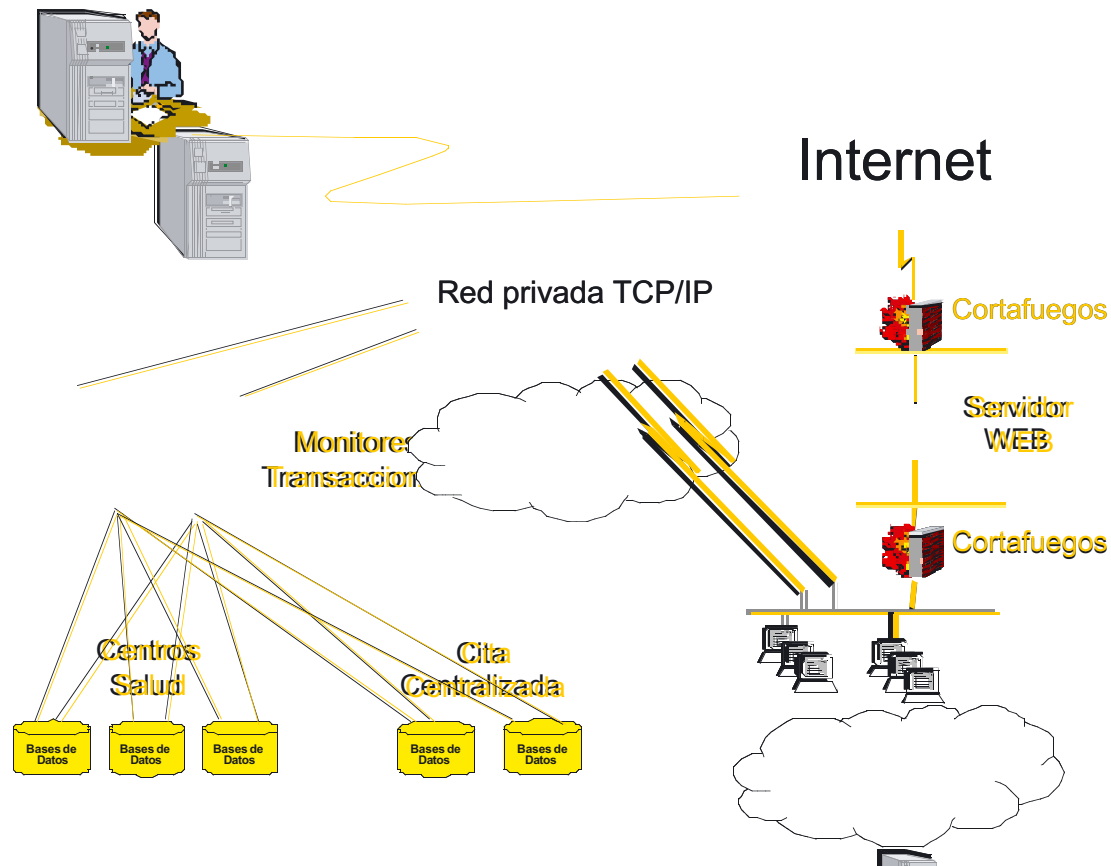 Internet
Red privada TCP/IP
Cortafuegos
Servidor
WEB
Monitores
Transaccion
Cortafuegos
Centros
Salud
Cita
Centralizada
Bases de
Datos
Bases de
Datos
Bases de
Datos
Bases de
Datos
Bases de
Datos